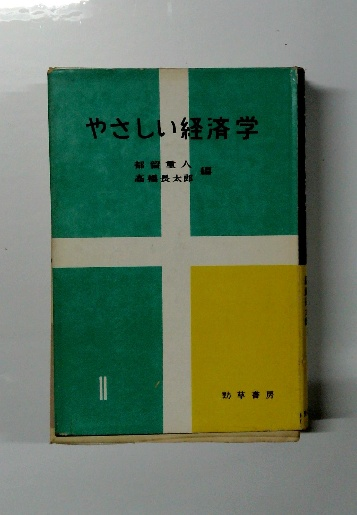 やさしい経済学
都留重人
高橋長太郎 編
II
勁草書房